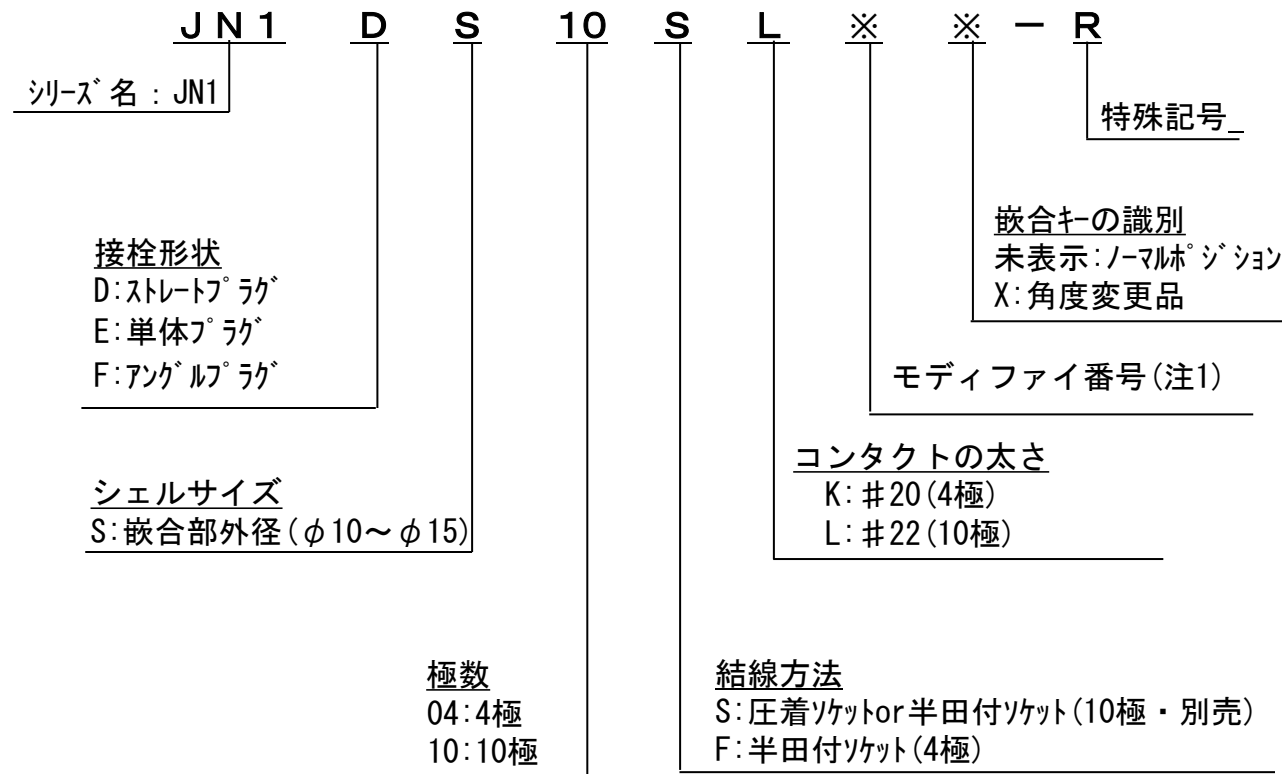 JN1 D S 10 S L ※ ※ － R
シリーズ名：JN1
特殊記号_
嵌合キーの識別
未表示:ノーマルポジション
X:角度変更品
接栓形状
D:ストレートプラグ
E:単体プラグ
F:アングルプラグ
モディファイ番号(注1)
コンタクトの太さ
K:♯20(4極)
L:♯22(10極)
シェルサイズ
S:嵌合部外径(φ10～φ15)
極数
04:4極
10:10極
結線方法
S:圧着ソケットor半田付ソケット(10極・別売)
F:半田付ソケット(4極)